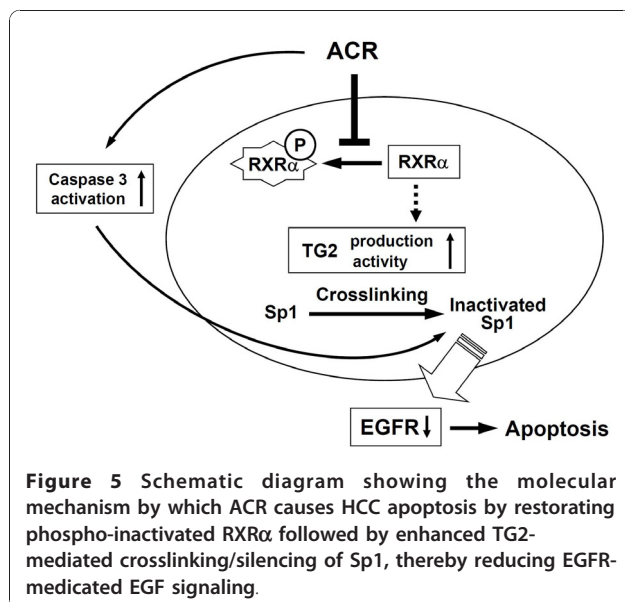 ACR
P
RXRα
RXRα
Caspase 3
activation
TG2 production
activity
Crosslinking
Sp1
Inactivated
Sp1
EGFR
Apoptosis
Figure 5 Schematic diagram showing the molecular
mechanism by which ACR causes HCC apoptosis by restorating
phospho-inactivated RXRα followed by enhanced TG2-
mediated crosslinking/silencing of Sp1, thereby reducing EGFR-
medicated EGF signaling.